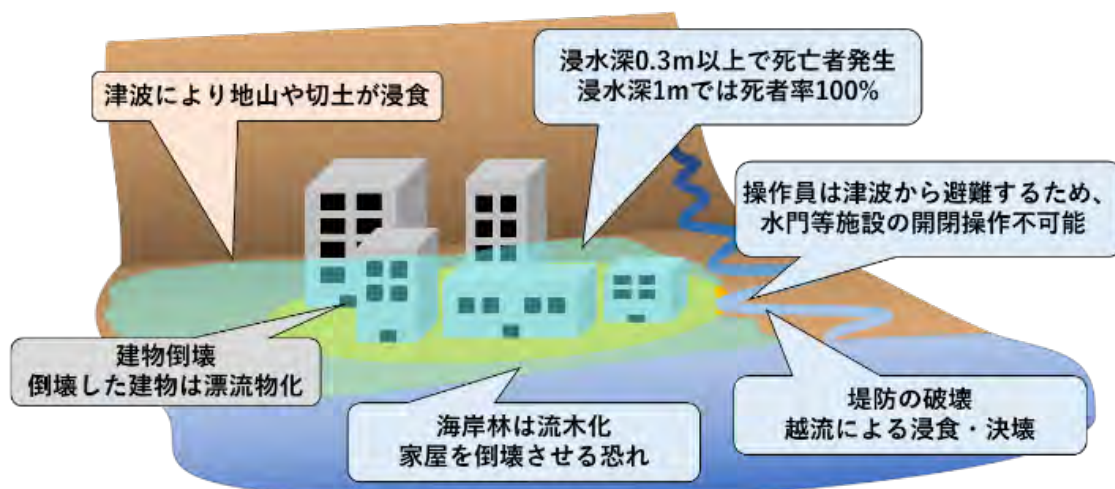 浸水深0.3m以上で死亡者発生
浸水深1mでは死者率100%
津波により地山や切土が浸食
操作員は津波から避難するため、
水門等施設の開閉操作不可能
建物倒壊
倒壊した建物は漂流物化
堤防の破壊
越流による浸食・決壊
海岸林は流木化
家屋を倒壊させる恐れ